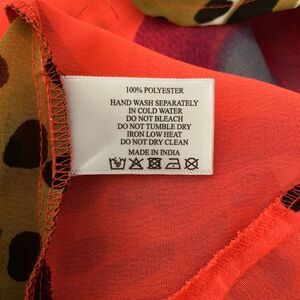 100% POLYESTER
HAND WASH SEPARATELY
IN COLD WATER
DO NOT BLEACH
DO NOT TUMBLE DRY
IRON LOW HEAT
DO NOT DRY CLEAN
MADE IN INDIA